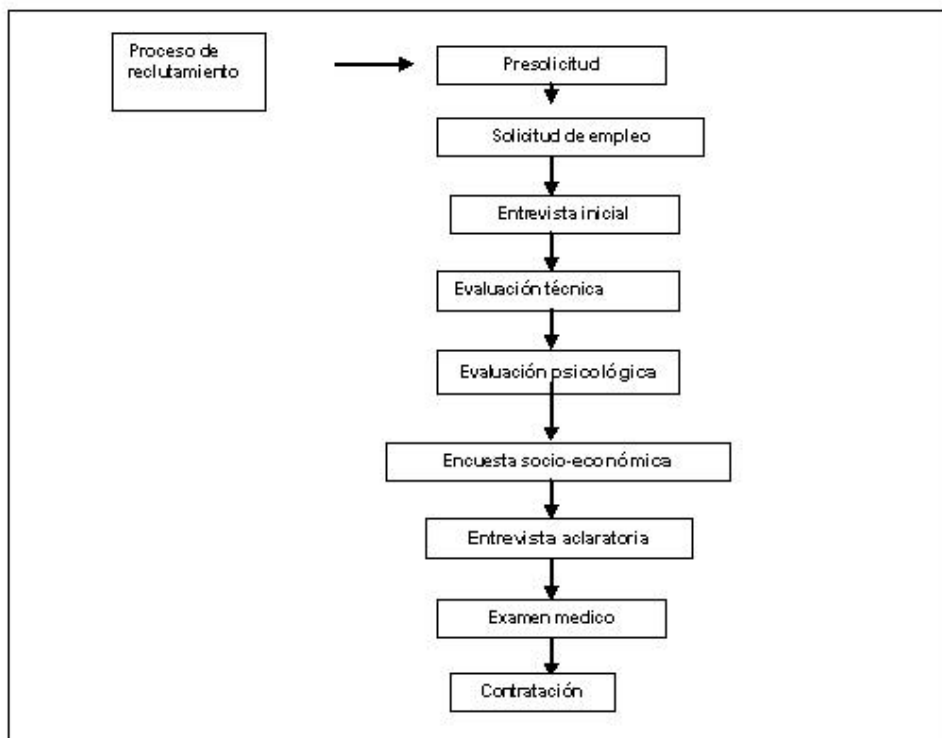 Proceso de
reclutamiento
Presolicitud
Solicitud de empleo
Entrevista inicial
Evaluación técnica
Evaluación psicológica
Encuesta socio-económica
Entrevista aclaratoria
Examen medico
Contratación